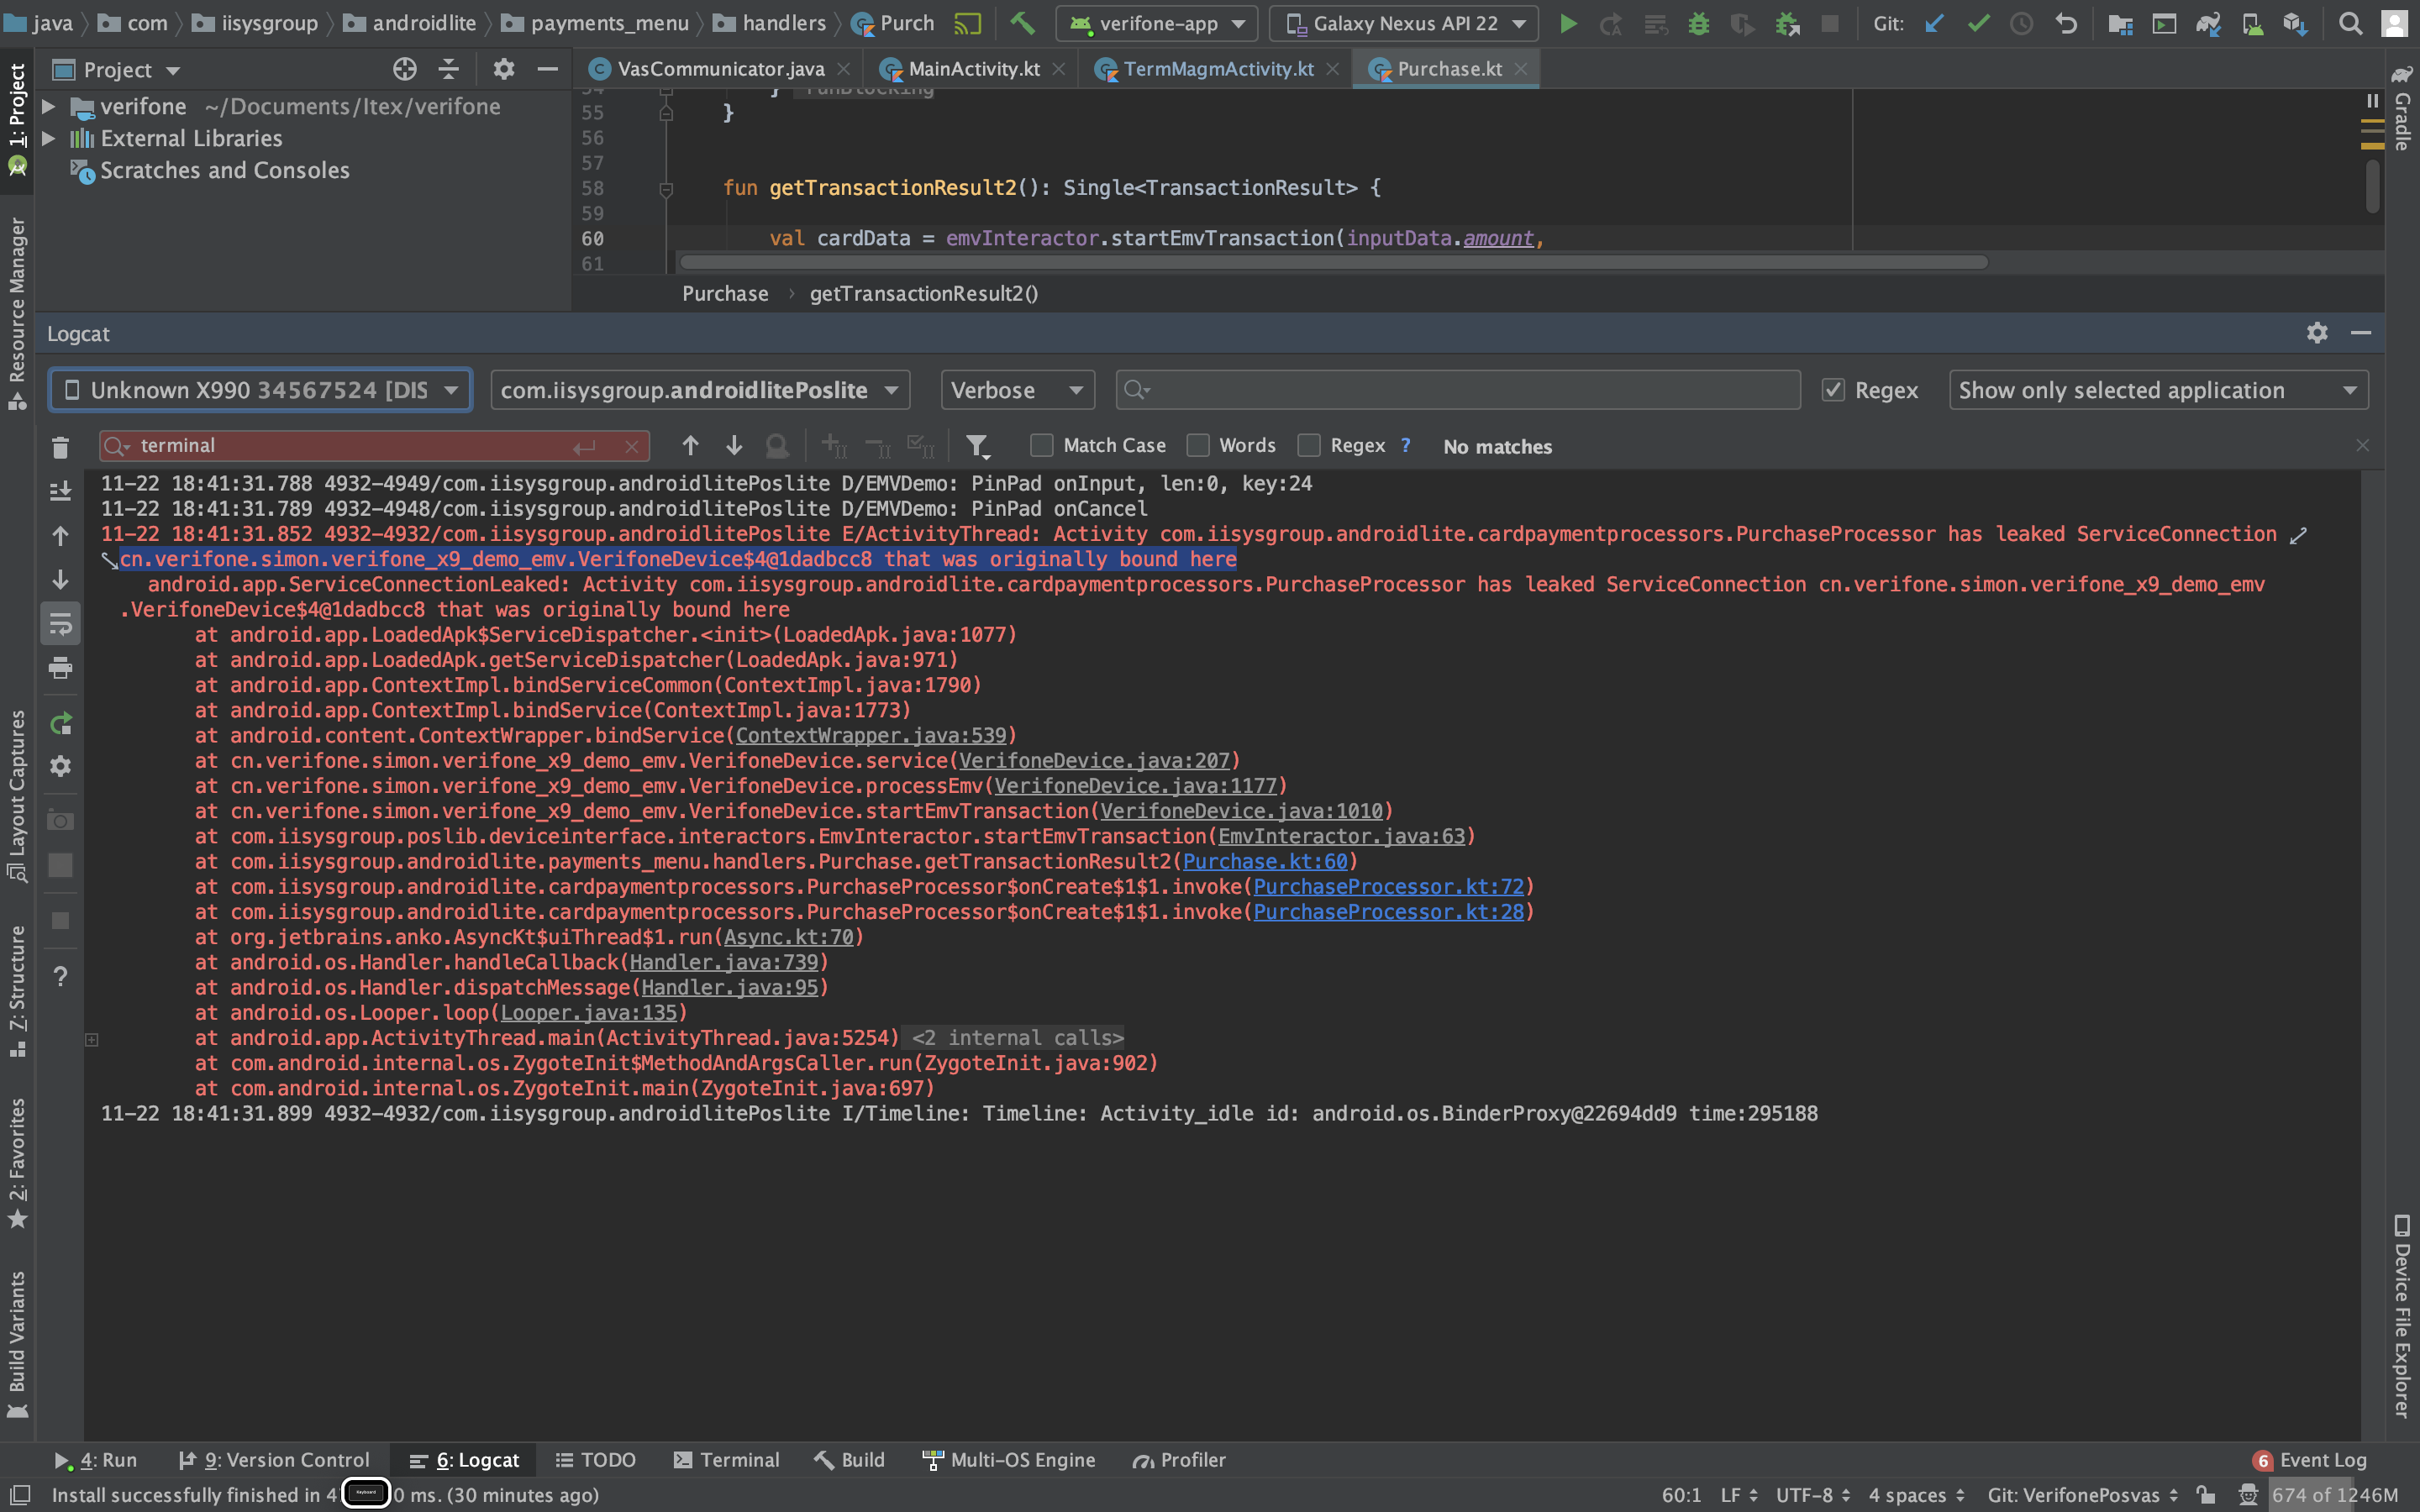 java com iisysgroup androidlite payments_menu handlers Purch verifone-app Galaxy Nexus API 22 Git:
Project
VasCommunicator.java MainActivity.kt TermMagmActivity.kt Purchase.kt
verifone ~/Documents/Itex/verifone
External Libraries
Scratches and Consoles
54 } runBlocking
55 }
56
57
58 fun getTransactionResult2(): Single<TransactionResult> {
59
60 val cardData = emvInteractor.startEmvTransaction(inputData.amount,
61
Purchase › getTransactionResult2()
Logcat
Unknown X990 34567524 [DIS com.iisysgroup.androidlitePoslite Verbose Regex Show only selected application
terminal Match Case Words Regex ? No matches
11-22 18:41:31.788 4932-4949/com.iisysgroup.androidlitePoslite D/EMVDemo: PinPad onInput, len:0, key:24
11-22 18:41:31.789 4932-4948/com.iisysgroup.androidlitePoslite D/EMVDemo: PinPad onCancel
11-22 18:41:31.852 4932-4932/com.iisysgroup.androidlitePoslite E/ActivityThread: Activity com.iisysgroup.androidlite.cardpaymentprocessors.PurchaseProcessor has leaked ServiceConnection
cn.verifone.simon.verifone_x9_demo_emv.VerifoneDevice$4@1dadbcc8 that was originally bound here
android.app.ServiceConnectionLeaked: Activity com.iisysgroup.androidlite.cardpaymentprocessors.PurchaseProcessor has leaked ServiceConnection cn.verifone.simon.verifone_x9_demo_emv
.VerifoneDevice$4@1dadbcc8 that was originally bound here
at android.app.LoadedApk$ServiceDispatcher.<init>(LoadedApk.java:1077)
at android.app.LoadedApk.getServiceDispatcher(LoadedApk.java:971)
at android.app.ContextImpl.bindServiceCommon(ContextImpl.java:1790)
at android.app.ContextImpl.bindService(ContextImpl.java:1773)
at android.content.ContextWrapper.bindService(ContextWrapper.java:539)
at cn.verifone.simon.verifone_x9_demo_emv.VerifoneDevice.service(VerifoneDevice.java:207)
at cn.verifone.simon.verifone_x9_demo_emv.VerifoneDevice.processEmv(VerifoneDevice.java:1177)
at cn.verifone.simon.verifone_x9_demo_emv.VerifoneDevice.startEmvTransaction(VerifoneDevice.java:1010)
at com.iisysgroup.poslib.deviceinterface.interactors.EmvInteractor.startEmvTransaction(EmvInteractor.java:63)
at com.iisysgroup.androidlite.payments_menu.handlers.Purchase.getTransactionResult2(Purchase.kt:60)
at com.iisysgroup.androidlite.cardpaymentprocessors.PurchaseProcessor$onCreate$1$1.invoke(PurchaseProcessor.kt:72)
at com.iisysgroup.androidlite.cardpaymentprocessors.PurchaseProcessor$onCreate$1$1.invoke(PurchaseProcessor.kt:28)
at org.jetbrains.anko.AsyncKt$uiThread$1.run(Async.kt:70)
at android.os.Handler.handleCallback(Handler.java:739)
at android.os.Handler.dispatchMessage(Handler.java:95)
at android.os.Looper.loop(Looper.java:135)
at android.app.ActivityThread.main(ActivityThread.java:5254) <2 internal calls>
at com.android.internal.os.ZygoteInit$MethodAndArgsCaller.run(ZygoteInit.java:902)
at com.android.internal.os.ZygoteInit.main(ZygoteInit.java:697)
11-22 18:41:31.899 4932-4932/com.iisysgroup.androidlitePoslite I/Timeline: Timeline: Activity_idle id: android.os.BinderProxy@22694dd9 time:295188
1: Project
Resource Manager
Layout Captures
7: Structure
2: Favorites
Build Variants
Gradle
Device File Explorer
4: Run 9: Version Control 6: Logcat TODO Terminal Build Multi-OS Engine Profiler 6 Event Log
Install successfully finished in 4 Keyboard 0 ms. (30 minutes ago) 60:1 LF UTF-8 4 spaces Git: VerifonePosvas 674 of 1246M